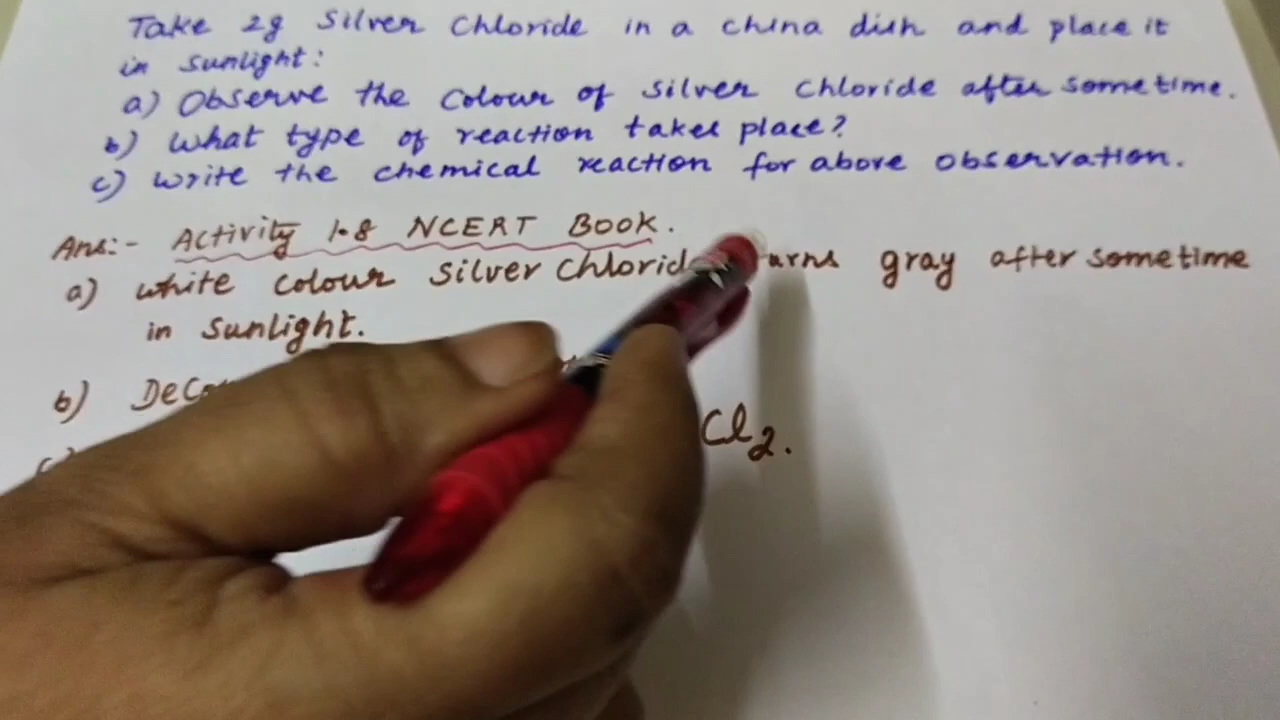 Take 2g Silver Chloride in a china dish and place it
in sunlight:
a) Observe the colour of silver chloride after sometime.
b) What type of reaction takes place?
c) Write the chemical reaction for above observation.
Ans:- Activity 1.8 NCERT Book.
a) white colour silver chloride gray after sometime
in sunlight.
b)
Cl2.